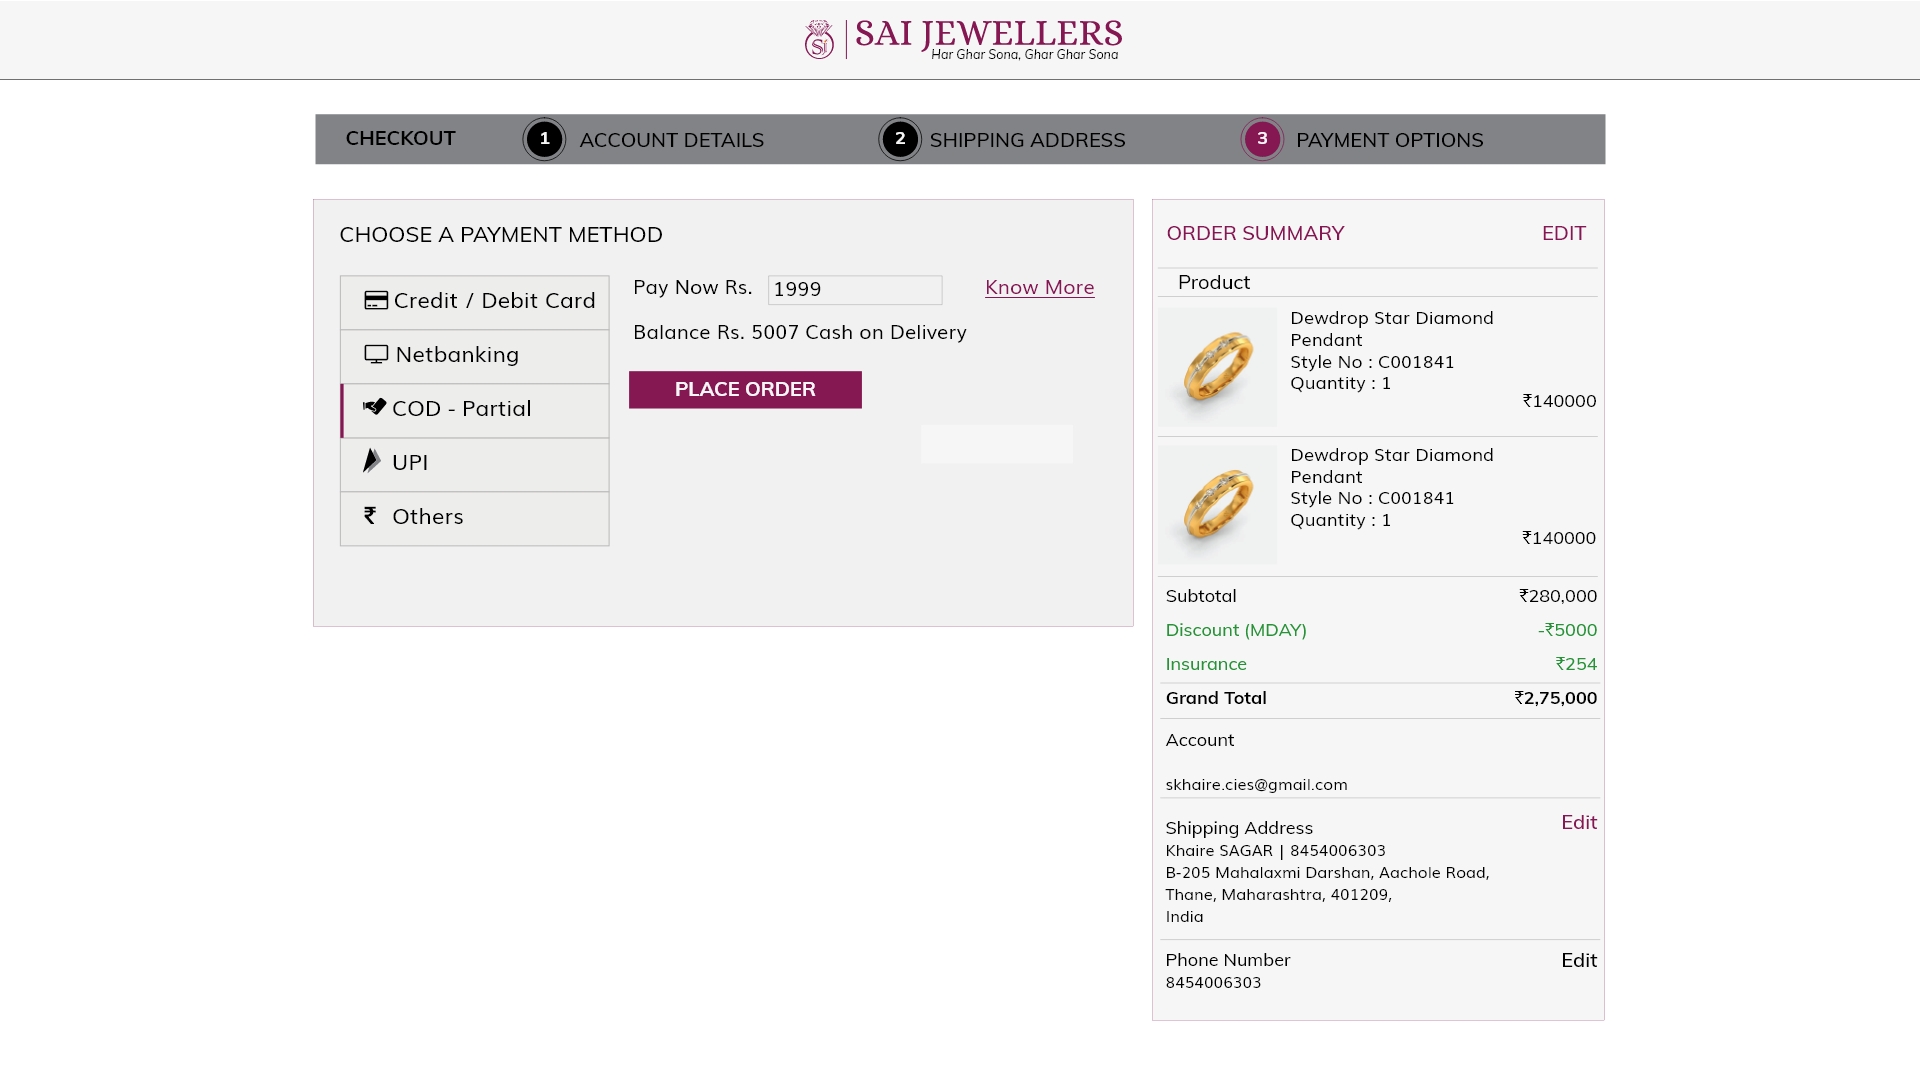 SAI JEWELLERS
Har Ghar Sona, Ghar Ghar Sona
CHECKOUT
1 ACCOUNT DETAILS
2 SHIPPING ADDRESS
3 PAYMENT OPTIONS
CHOOSE A PAYMENT METHOD
Credit / Debit Card
Netbanking
COD - Partial
UPI
₹ Others
Pay Now Rs. 1999 Know More
Balance Rs. 5007 Cash on Delivery
PLACE ORDER
ORDER SUMMARY EDIT
Product
Dewdrop Star Diamond
Pendant
Style No : C001841
Quantity : 1
₹140000
Dewdrop Star Diamond
Pendant
Style No : C001841
Quantity : 1
₹140000
Subtotal ₹280,000
Discount (MDAY) -₹5000
Insurance ₹254
Grand Total ₹2,75,000
Account
skhaire.cies@gmail.com
Shipping Address Edit
Khaire SAGAR | 8454006303
B-205 Mahalaxmi Darshan, Aachole Road,
Thane, Maharashtra, 401209,
India
Phone Number Edit
8454006303